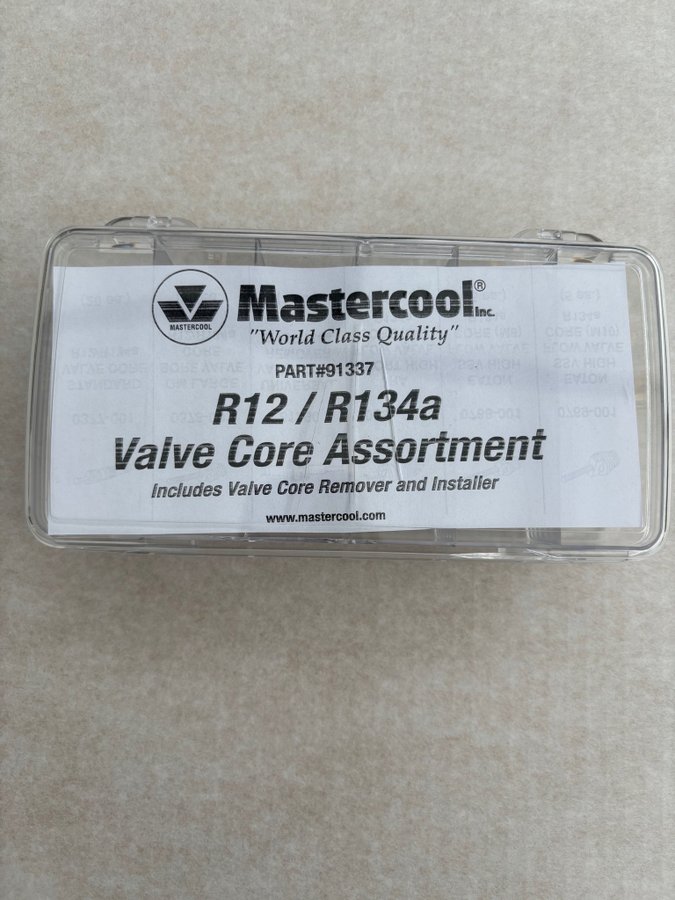 MASTERCOOL
Mastercool® Inc.
"World Class Quality"
PART#91337
R12 / R134a
Valve Core Assortment
Includes Valve Core Remover and Installer
www.mastercool.com